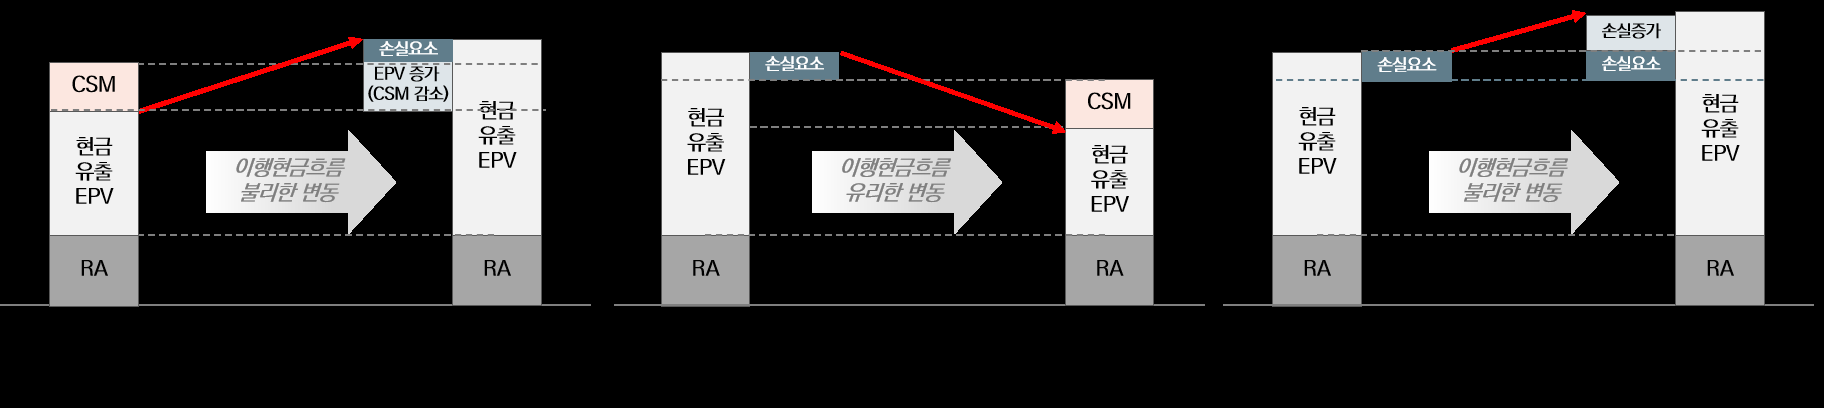 CSM
현금
유출
EPV
RA
이행현금흐름
불리한 변동
손실요소
EPV 증가
(CSM 감소)
현금
유출
EPV
RA
현금
유출
EPV
RA
손실요소
이행현금흐름
유리한 변동
CSM
현금
유출
EPV
RA
현금
유출
EPV
RA
손실요소
이행현금흐름
불리한 변동
손실증가
손실요소
현금
유출
EPV
RA